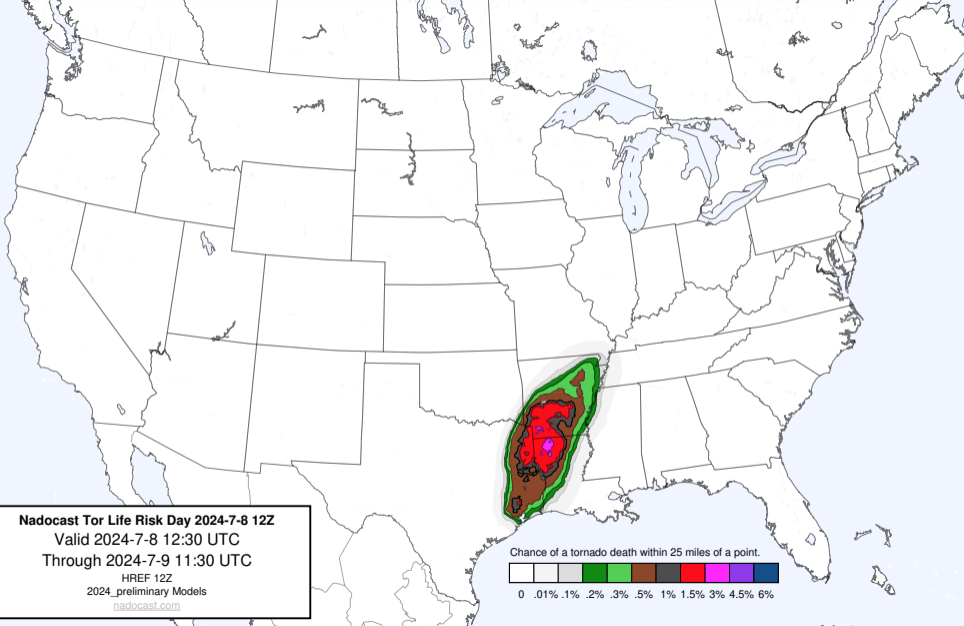 Nadocast Tor Life Risk Day 2024-7-8 12Z
Valid 2024-7-8 12:30 UTC
Through 2024-7-9 11:30 UTC
HREF 12Z
2024_preliminary Models
nadocast.com
Chance of a tornado death within 25 miles of a point.
0 .01% .1% .2% .3% .5% 1% 1.5% 3% 4.5% 6%